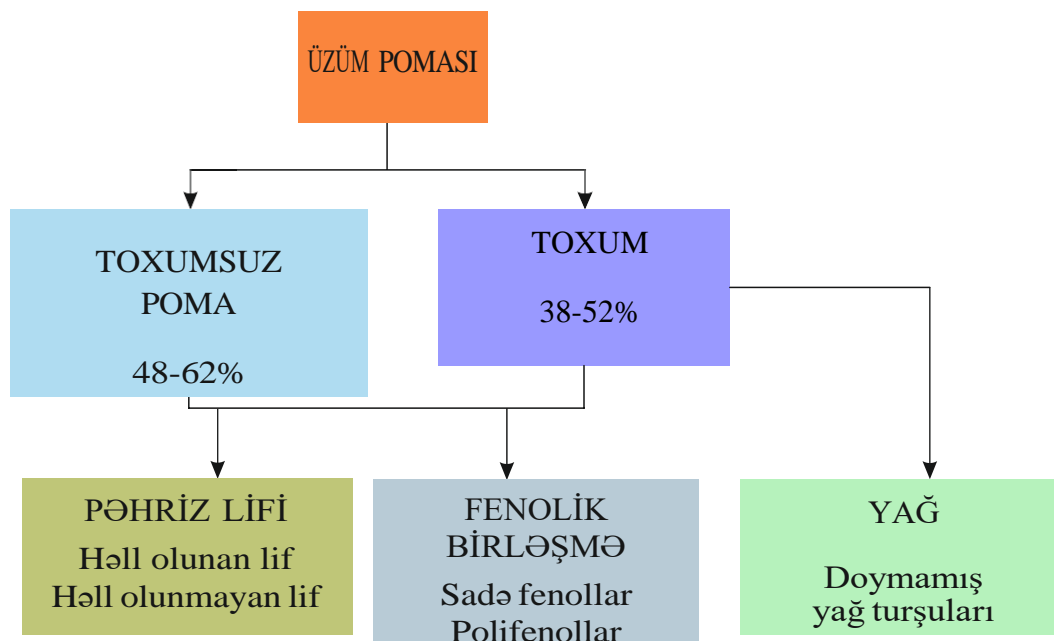 ÜZÜM POMASI
TOXUMSUZ
POMA
48-62%
TOXUM
38-52%
PƏHRİZ LİFİ
Həll olunan lif
Həll olunmayan lif
FENOLİK
BİRLƏŞMƏ
Sadə fenollar
Polifenollar
YAĞ
Doymamış
yağ turşuları